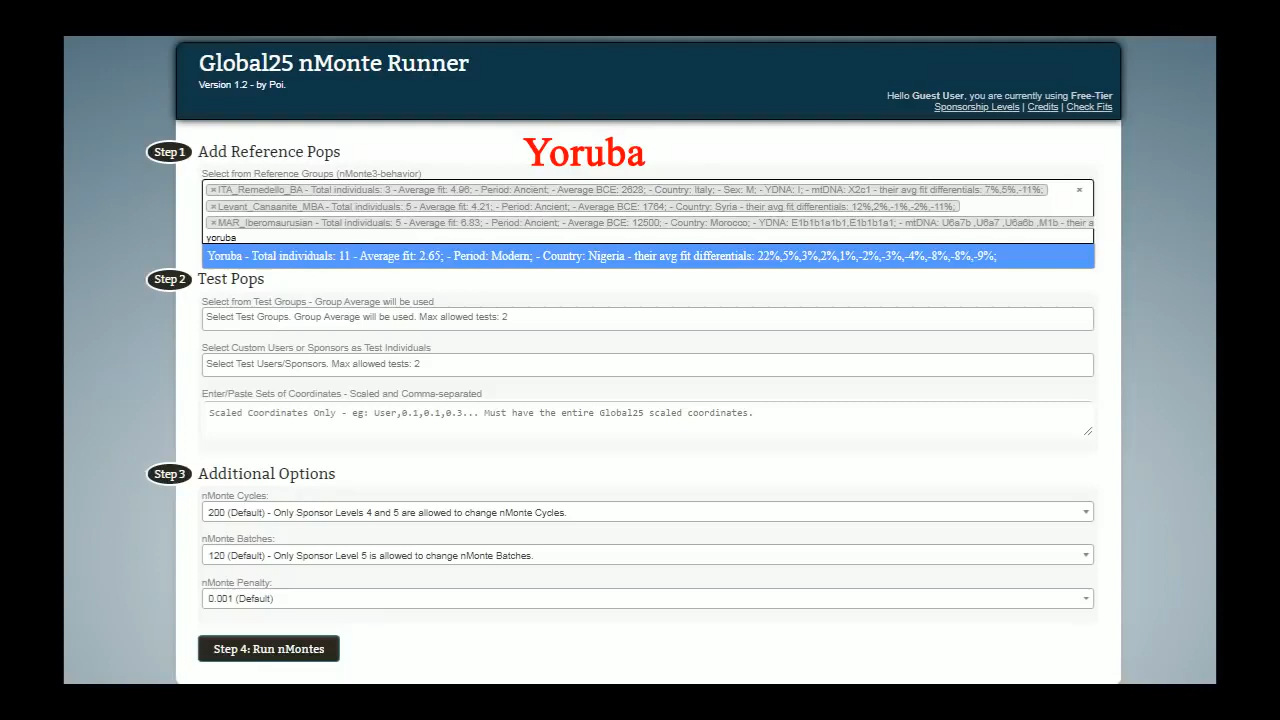 Global25 nMonte Runner
Version 1.2 - by Poi.
Hello Guest User, you are currently using Free-Tier
Sponsorship Levels | Credits | Check Fits
Step 1 Add Reference Pops
Yoruba
Select from Reference Groups (nMonte3-behavior)
×ITA_Remedello_BA - Total individuals: 3 - Average fit: 4.96; - Period: Ancient; - Average BCE: 2628; - Country: Italy; - Sex: M; - YDNA: I; - mtDNA: X2c1 - their avg fit differentials: 7%,5%,-11%; ×
×Levant_Canaanite_MBA - Total individuals: 5 - Average fit: 4.21; - Period: Ancient; - Average BCE: 1764; - Country: Syria - their avg fit differentials: 12%,2%,-1%,-2%,-11%;
×MAR_Iberomaurusian - Total individuals: 5 - Average fit: 6.83; - Period: Ancient; - Average BCE: 12500; - Country: Morocco; - YDNA: E1b1b1a1b1,E1b1b1a1; - mtDNA: U6a7b ,U6a7 ,U6a6b ,M1b - their a
yoruba
Yoruba - Total individuals: 11 - Average fit: 2.65; - Period: Modern; - Country: Nigeria - their avg fit differentials: 22%,5%,3%,2%,1%,-2%,-3%,-4%,-8%,-8%,-9%;
Step 2 Test Pops
Select from Test Groups - Group Average will be used
Select Test Groups. Group Average will be used. Max allowed tests: 2
Select Custom Users or Sponsors as Test Individuals
Select Test Users/Sponsors. Max allowed tests: 2
Enter/Paste Sets of Coordinates - Scaled and Comma-separated
Scaled Coordinates Only - eg: User,0.1,0.1,0.3... Must have the entire Global25 scaled coordinates.
Step 3 Additional Options
nMonte Cycles:
200 (Default) - Only Sponsor Levels 4 and 5 are allowed to change nMonte Cycles.
nMonte Batches:
120 (Default) - Only Sponsor Level 5 is allowed to change nMonte Batches.
nMonte Penalty:
0.001 (Default)
Step 4: Run nMontes